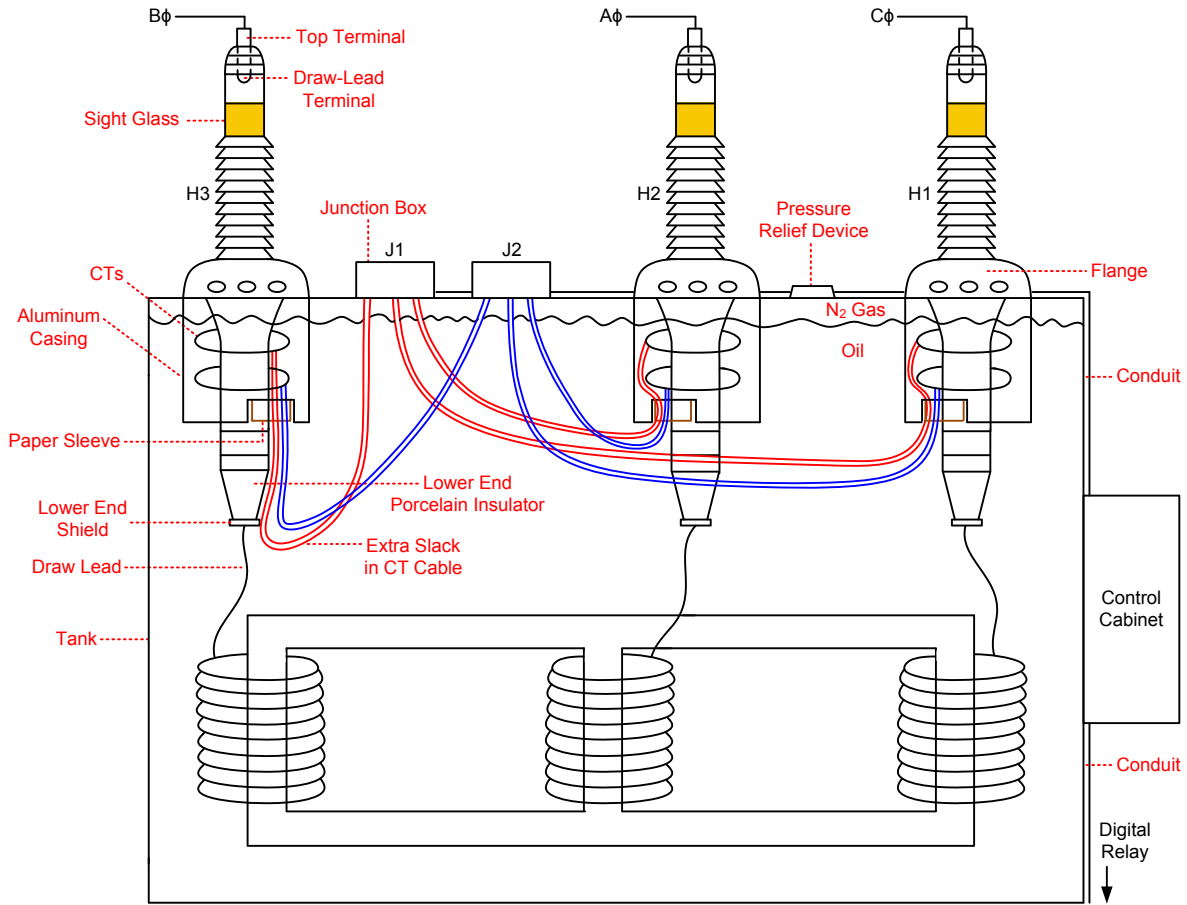 Bϕ
Aϕ
Cϕ
Top Terminal
Draw-Lead
Terminal
Sight Glass
H3
H2
H1
Junction Box
Pressure
Relief Device
J1
J2
CTs
Flange
Aluminum
Casing
N₂ Gas
Oil
Conduit
Paper Sleeve
Lower End
Porcelain Insulator
Lower End
Shield
Extra Slack
in CT Cable
Draw Lead
Control
Cabinet
Tank
Conduit
Digital
Relay